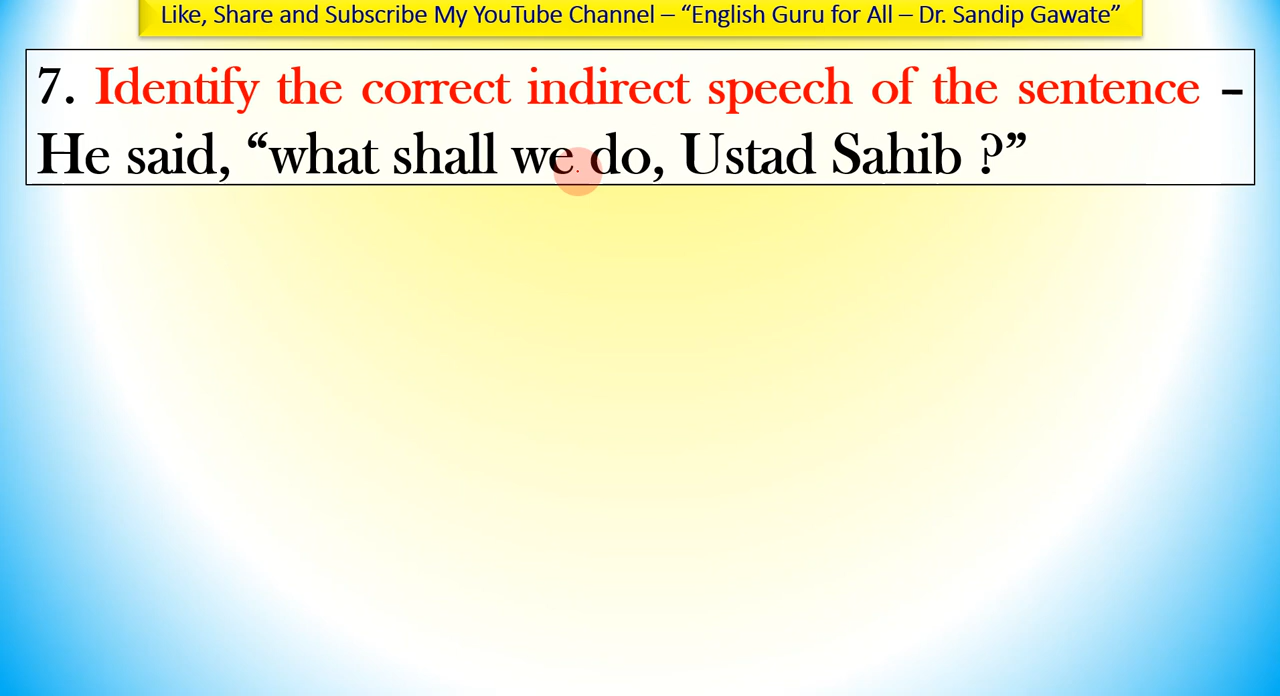 Like, Share and Subscribe My YouTube Channel – “English Guru for All – Dr. Sandip Gawate”
7. Identify the correct indirect speech of the sentence –
He said, “what shall we do, Ustad Sahib ?”